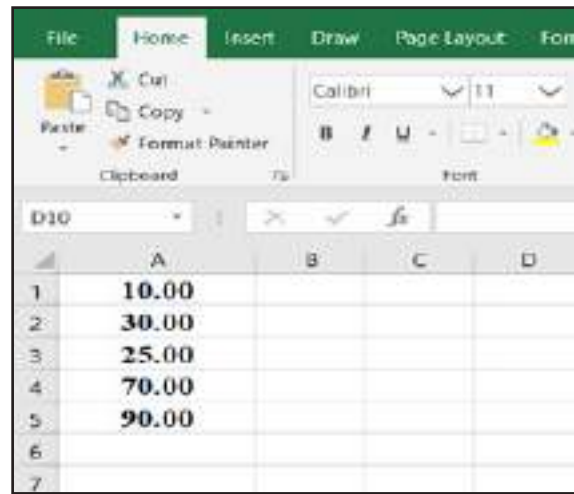 File Home Insert Draw Page Layout For
Cut
Copy
Format Painter
Paste
Clipboard Font
Calibri 11
B I U
D10 fx
A B C D
1 10.00
2 30.00
3 25.00
4 70.00
5 90.00
6
7